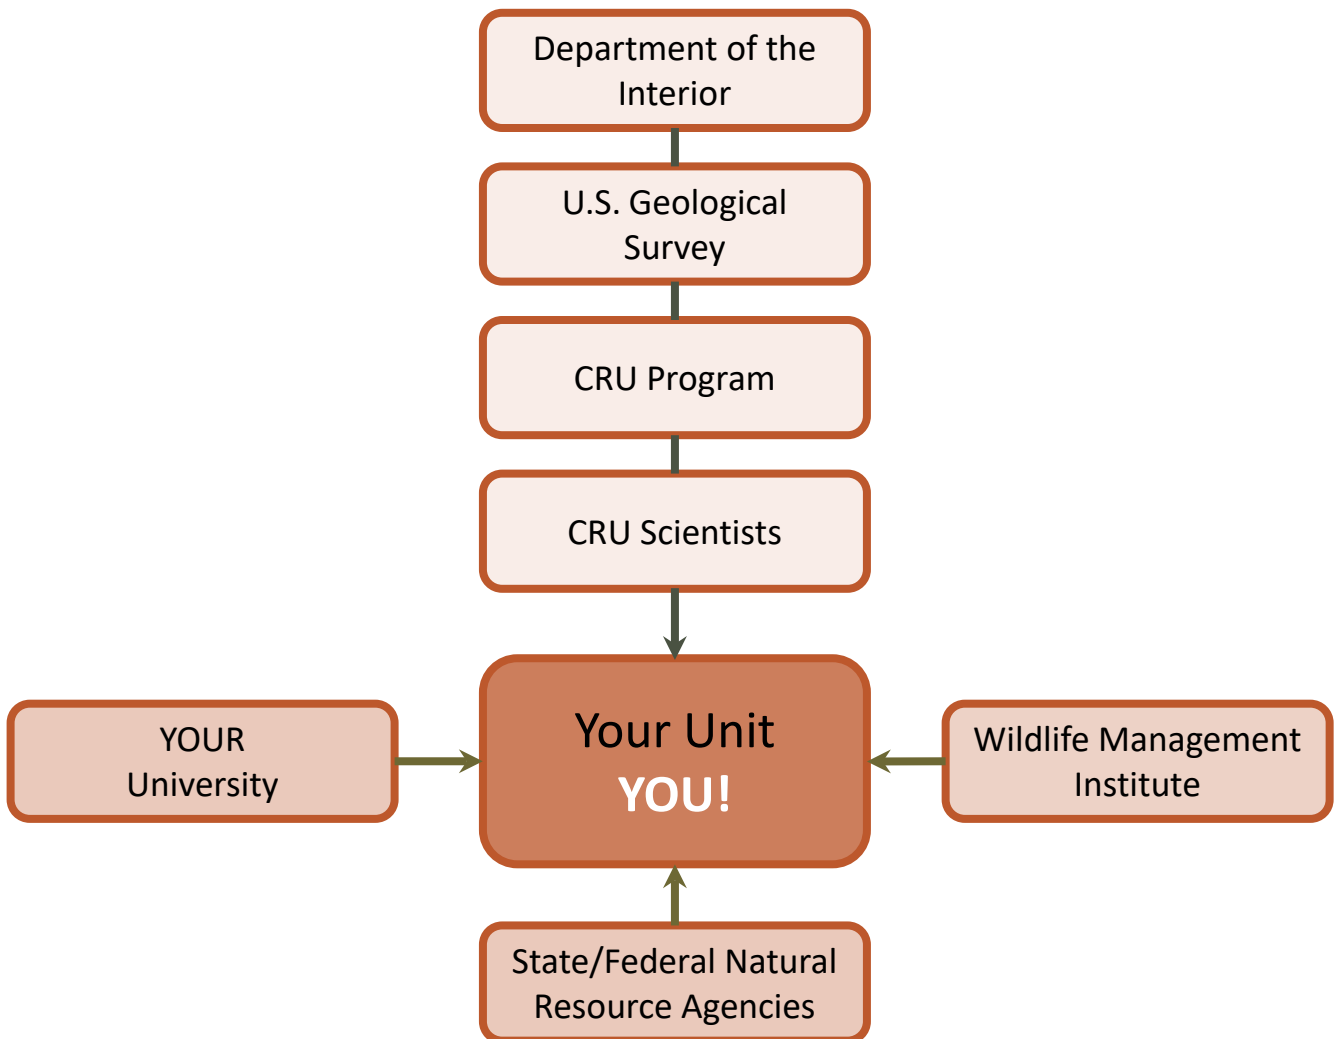 Department of the
Interior
U.S. Geological
Survey
CRU Program
CRU Scientists
YOUR
University
Your Unit
YOU!
Wildlife Management
Institute
State/Federal Natural
Resource Agencies